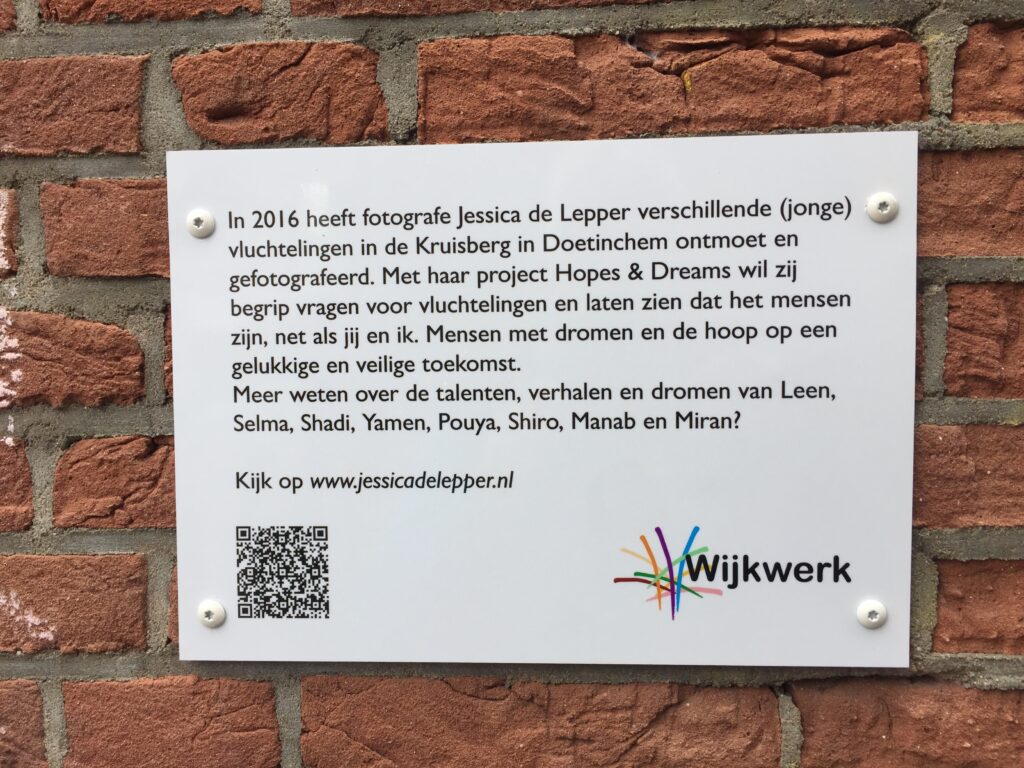 In 2016 heeft fotografe Jessica de Lepper verschillende (jonge)
vluchtelingen in de Kruisberg in Doetinchem ontmoet en
gefotografeerd. Met haar project Hopes & Dreams wil zij
begrip vragen voor vluchtelingen en laten zien dat het mensen
zijn, net als jij en ik. Mensen met dromen en de hoop op een
gelukkige en veilige toekomst.
Meer weten over de talenten, verhalen en dromen van Leen,
Selma, Shadi, Yamen, Pouya, Shiro, Manab en Miran?
Kijk op www.jessicadelepper.nl
Wijkwerk